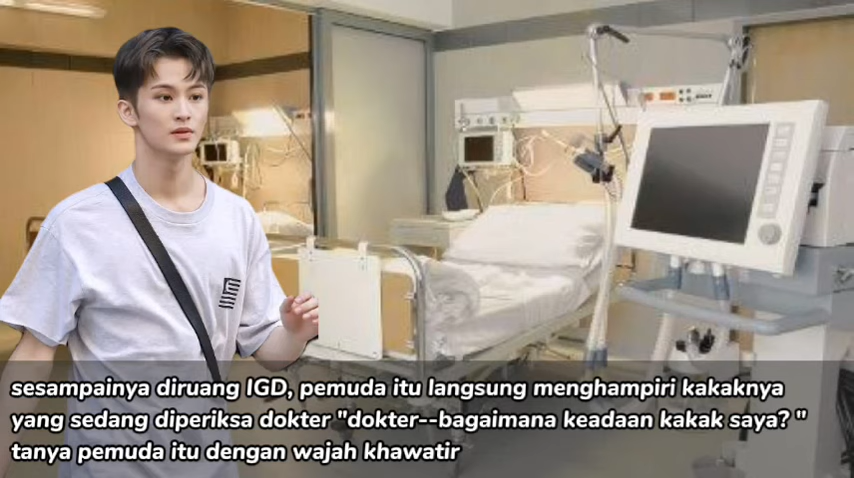 sesampainya diruang IGD, pemuda itu langsung menghampiri kakaknya
yang sedang diperiksa dokter "dokter--bagaimana keadaan kakak saya? "
tanya pemuda itu dengan wajah khawatir